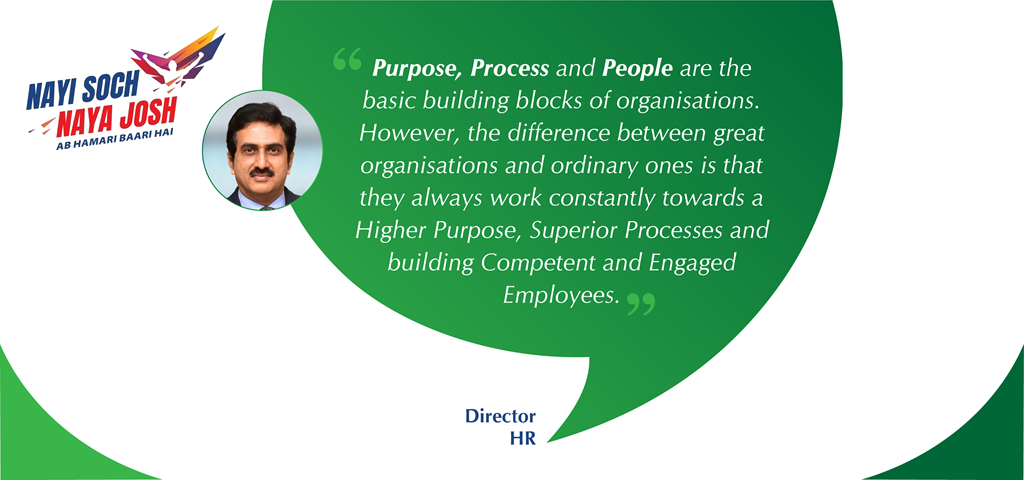 NAYI SOCH
NAYA JOSH
AB HAMARI BAARI HAI
“ Purpose, Process and People are the
basic building blocks of organisations.
However, the difference between great
organisations and ordinary ones is that
they always work constantly towards a
Higher Purpose, Superior Processes and
building Competent and Engaged
Employees. ”
Director
HR